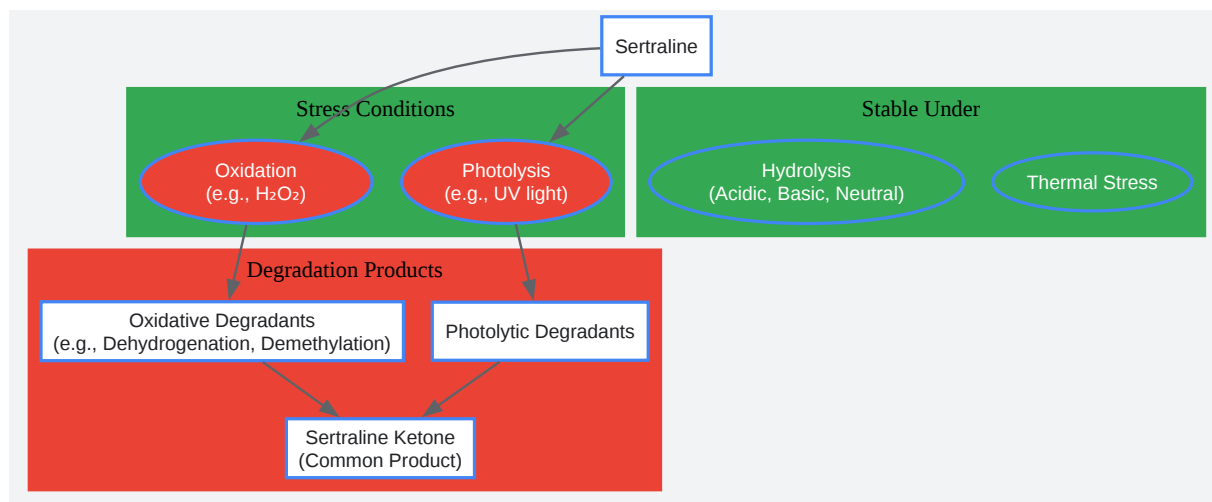 Sertraline
Stress Conditions
Stable Under
Oxidation
(e.g., H₂O₂)
Photolysis
(e.g., UV light)
Hydrolysis
(Acidic, Basic, Neutral)
Thermal Stress
Degradation Products
Oxidative Degradants
(e.g., Dehydrogenation, Demethylation)
Photolytic Degradants
Sertraline Ketone
(Common Product)